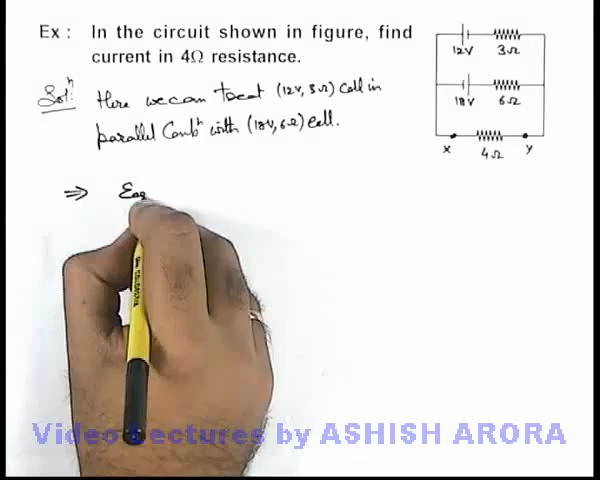 Ex : In the circuit shown in figure, find
current in 4Ω resistance.
Solⁿ Here we can treat (12V, 3Ω) cell in
parallel Combⁿ with (18V, 6Ω) cell.
⇒ Eeq
12V 3Ω
18V 6Ω
x 4Ω y
Video Lectures by ASHISH ARORA